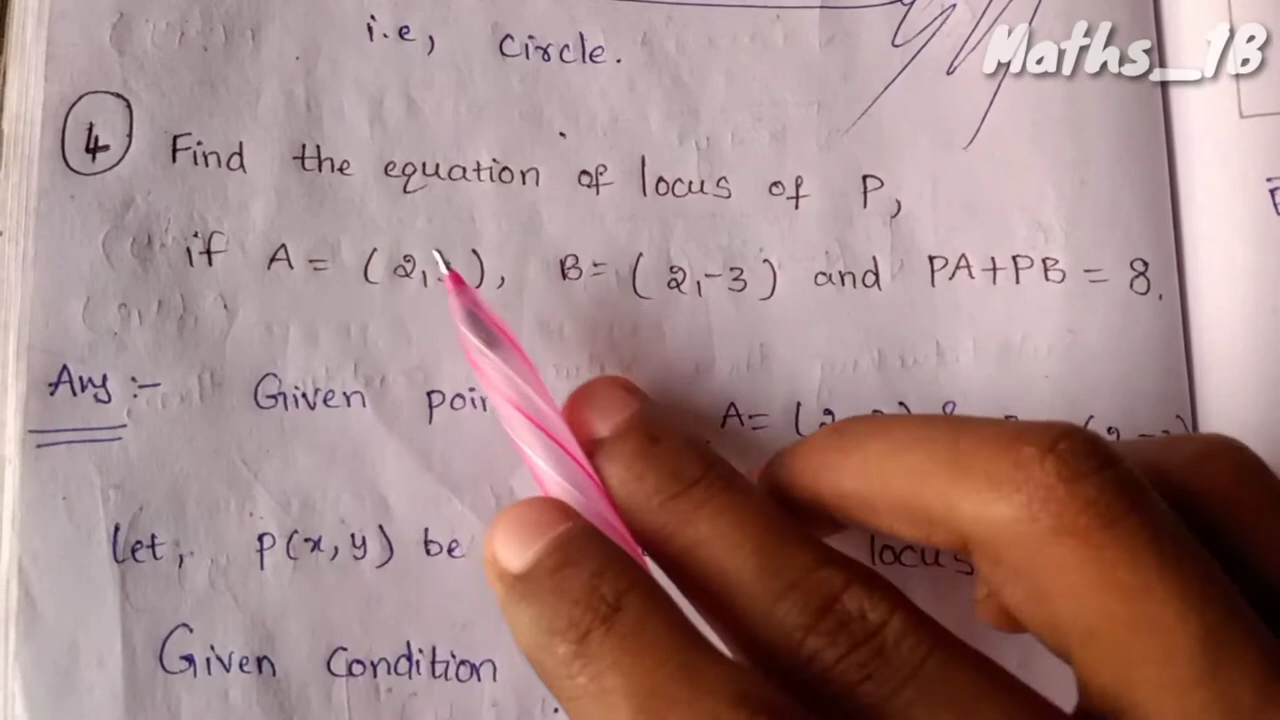 i.e, circle.
Maths_1B
4 Find the equation of locus of P,
if A = (2, ), B = (2,-3) and PA+PB = 8.
Ans :- Given A=
Let, P(x,y) be locus
Given Condition